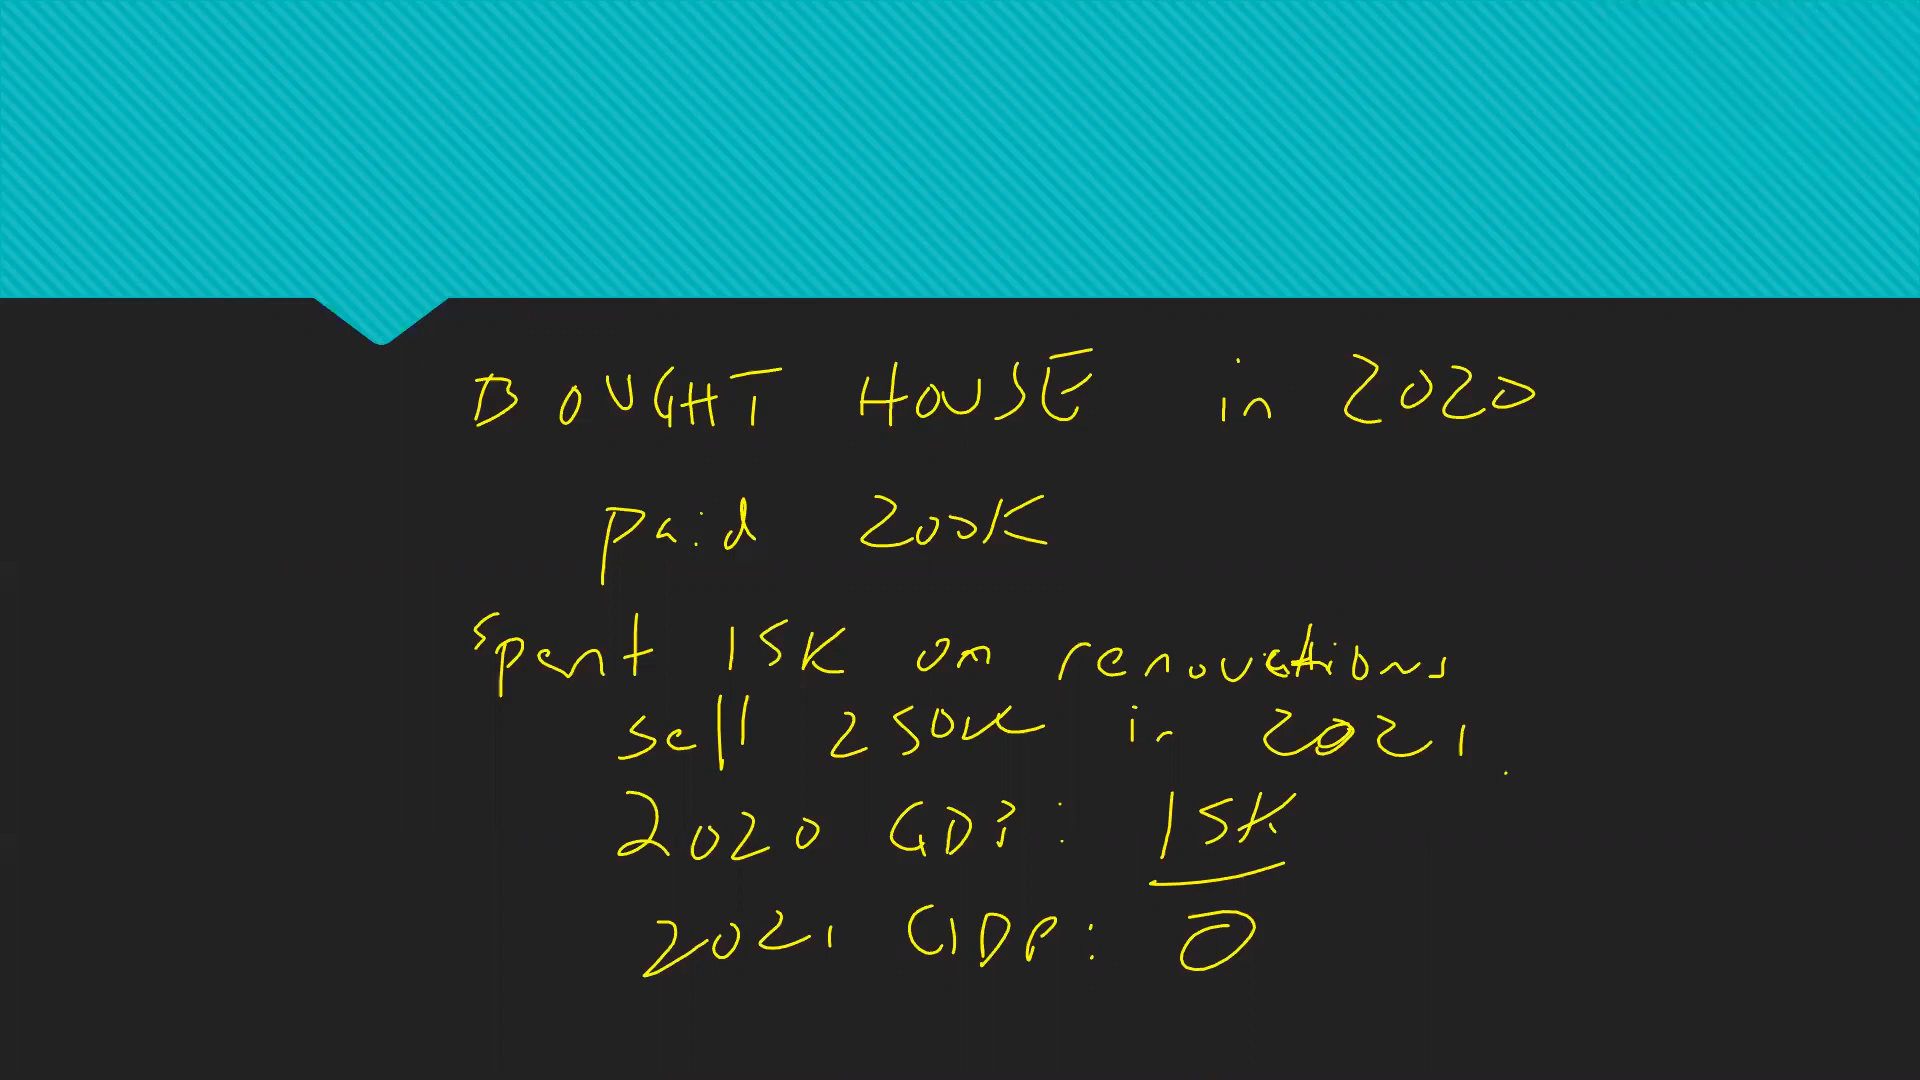 BOUGHT HOUSE in 2020
paid 200K
spent 15K on renovations
sell 250K in 2021.
2020 GDP: 15K
2021 GDP: 0